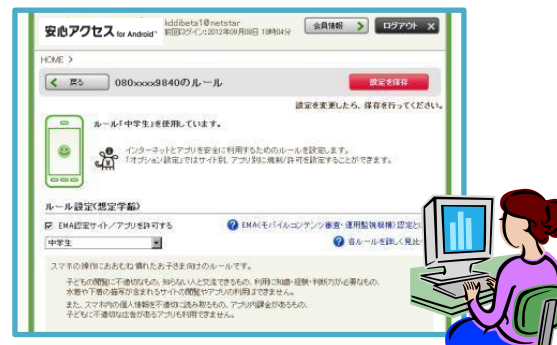 安心アクセス for Android™ kddibeta1@netstar
前回ログイン:2012年09月08日 18時04分
会員情報 ログアウト
HOME >
戻る 080xxxx9840のルール 設定を保存
設定を変更したら、保存を行ってください。
ルール「中学生」を使用しています。
インターネットとアプリを安全に利用するためのルールを設定します。
「オプション設定」ではサイト別、アプリ別に規制/許可を設定することができます。
ルール設定(想定学齢)
EMA認定サイト/アプリを許可する EMA(モバイルコンテンツ審査・運用監視機構)認定とは
中学生 各ルールを詳しく見比
スマホの操作におおむね慣れたお子さま向けのルールです。
子どもの閲覧に不適切なもの、知らない人と交流できるもの、利用に知識・経験・判断力が必要なもの、
水着や下着の描写が含まれるサイトの閲覧やアプリの利用はできません。
また、スマホ内の個人情報を不適切に読み取るもの、アプリ内課金があるもの、
子どもに不適切な広告があるアプリも利用できません。